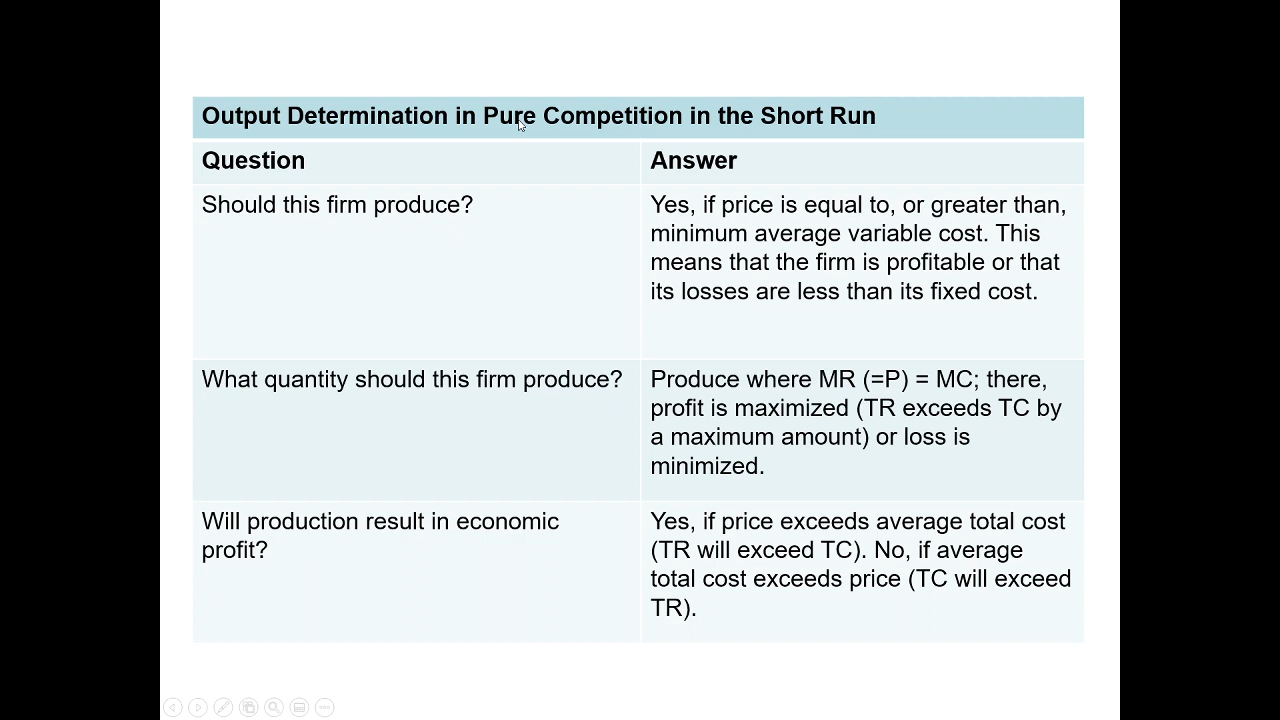 Output Determination in Pure Competition in the Short Run
Question
Answer
Should this firm produce?
Yes, if price is equal to, or greater than,
minimum average variable cost. This
means that the firm is profitable or that
its losses are less than its fixed cost.
What quantity should this firm produce?
Produce where MR (=P) = MC; there,
profit is maximized (TR exceeds TC by
a maximum amount) or loss is
minimized.
Will production result in economic
profit?
Yes, if price exceeds average total cost
(TR will exceed TC). No, if average
total cost exceeds price (TC will exceed
TR).